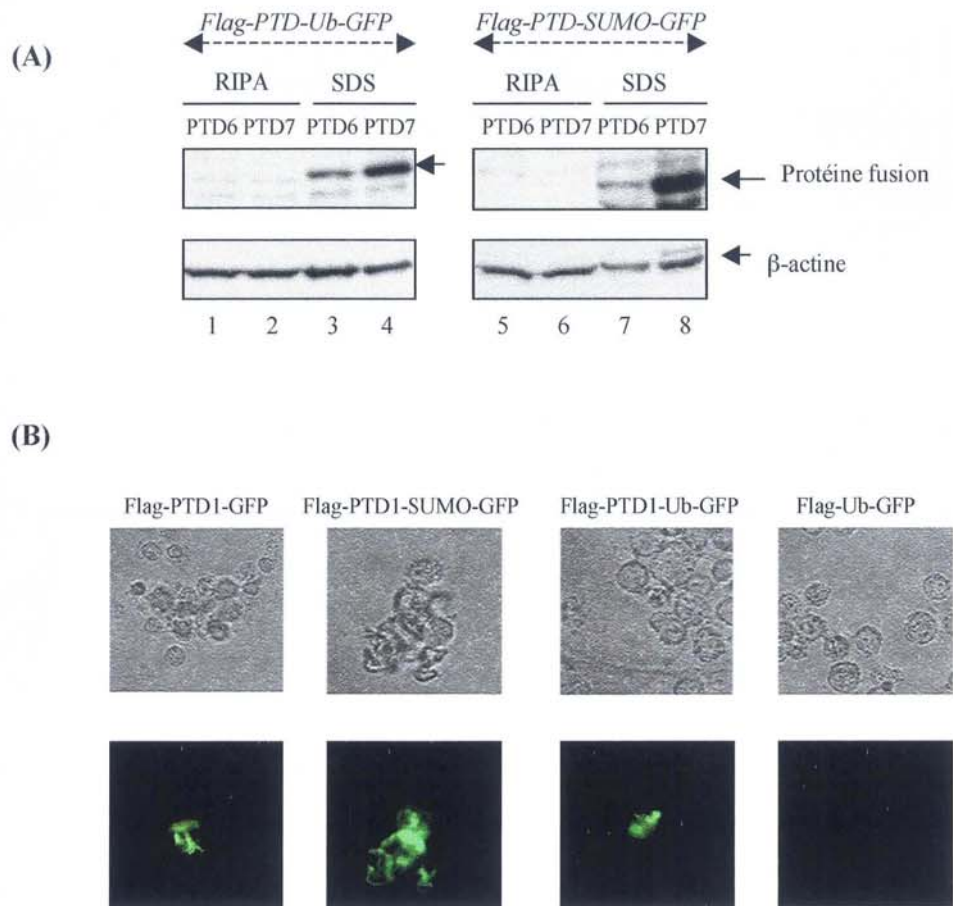 (A)
Flag-PTD-Ub-GFP Flag-PTD-SUMO-GFP
RIPA SDS RIPA SDS
PTD6 PTD7 PTD6 PTD7 PTD6 PTD7 PTD6 PTD7
Protéine fusion
β-actine
1 2 3 4 5 6 7 8
(B)
Flag-PTD1-GFP Flag-PTD1-SUMO-GFP Flag-PTD1-Ub-GFP Flag-Ub-GFP